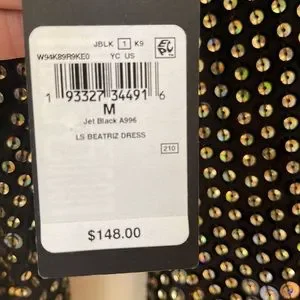 JBLK 1 K9
W94K89R9KE0 YC US
1 93327 34491 6
M
Jet Black A996
LS BEATRIZ DRESS
210
$148.00